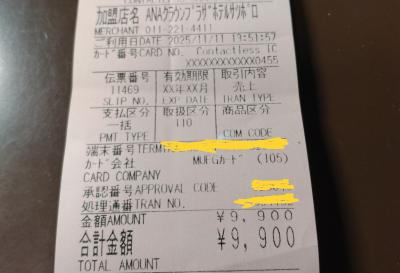 加盟店名 ANAクラウンプラザホテルサッポロ
MERCHANT 011-221-4411
ご利用日DATE 2025/11/11 13:51:57
カード番号CARD NO. Contactless IC
XXXXXXXXXXXX0455
伝票番号 有効期限 取引内容
11469 XX年XX月 売上
SLIP NO. EXP DATE TRAN TYPE
支払区分 取扱区分 商品区分
一括 110
PMT TYPE COM CODE
端末番号TERM
カード会社 MUFGカード (105)
CARD COMPANY
承認番号APPROVAL CODE
処理通番TRAN NO.
金額AMOUNT ¥9,900
合計金額 ¥9,900
TOTAL AMOUNT